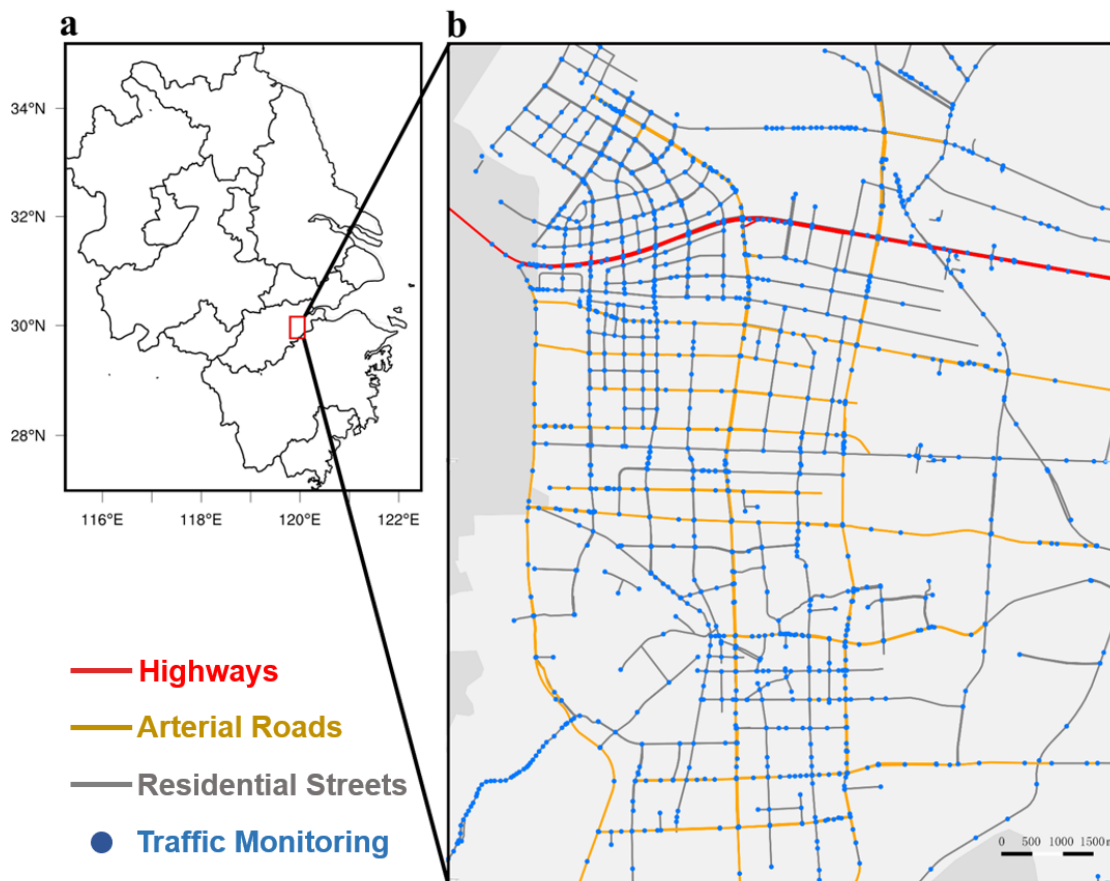 a
b
34°N
32°N
30°N
28°N
116°E 118°E 120°E 122°E
Highways
Arterial Roads
Residential Streets
Traffic Monitoring
0 500 1000 1500